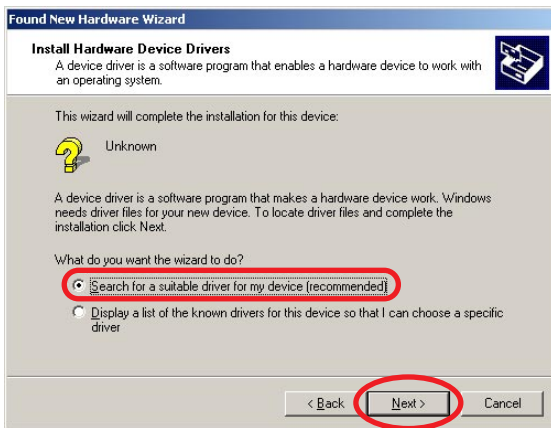 Found New Hardware Wizard
Install Hardware Device Drivers
A device driver is a software program that enables a hardware device to work with
an operating system.
This wizard will complete the installation for this device:
Unknown
A device driver is a software program that makes a hardware device work. Windows
needs driver files for your new device. To locate driver files and complete the
installation click Next.
What do you want the wizard to do?
Search for a suitable driver for my device (recommended)
Display a list of the known drivers for this device so that I can choose a specific
driver
< Back
Next >
Cancel